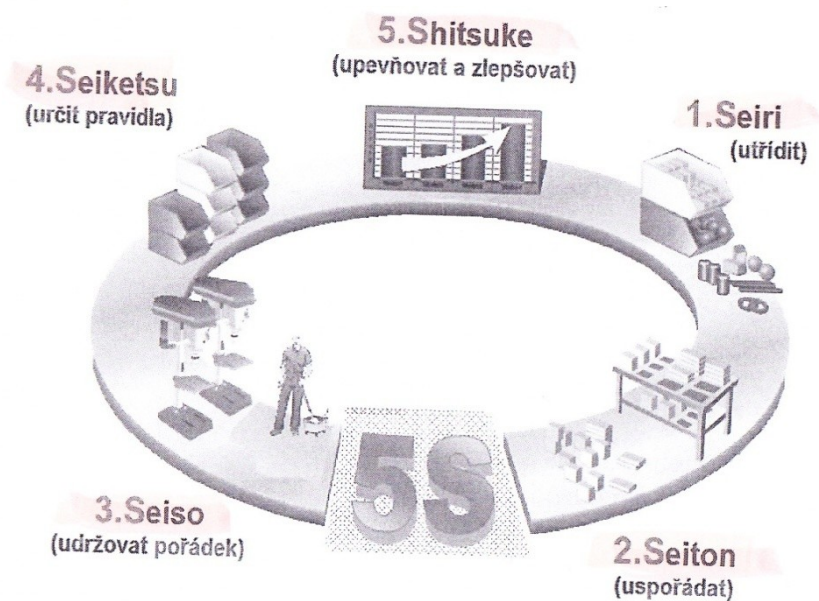 5.Shitsuke
(upevňovat a zlepšovat)
4.Seiketsu
(určit pravidla)
1.Seiri
(utřídit)
3.Seiso
(udržovat pořádek)
5S
2.Seiton
(uspořádat)